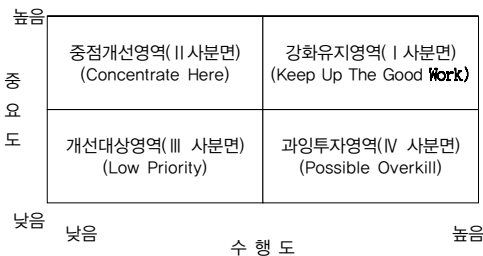 높음
중점개선영역(Ⅱ사분면)
(Concentrate Here)
강화유지영역(Ⅰ사분면)
(Keep Up The Good Work)
중
요
도
개선대상영역(Ⅲ 사분면)
(Low Priority)
과잉투자영역(Ⅳ 사분면)
(Possible Overkill)
낮음
낮음
수 행 도
높음